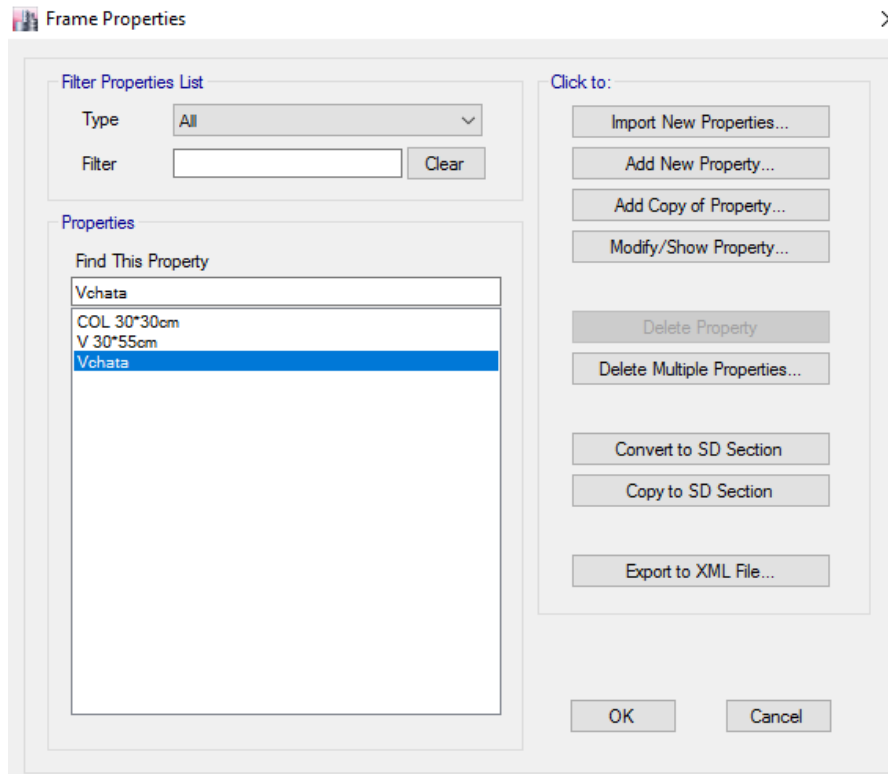 Frame Properties
Filter Properties List
Type
All
Filter
Clear
Properties
Find This Property
Vchata
COL 30*30cm
V 30*55cm
Vchata
Click to:
Import New Properties...
Add New Property...
Add Copy of Property...
Modify/Show Property...
Delete Property
Delete Multiple Properties...
Convert to SD Section
Copy to SD Section
Export to XML File...
OK
Cancel